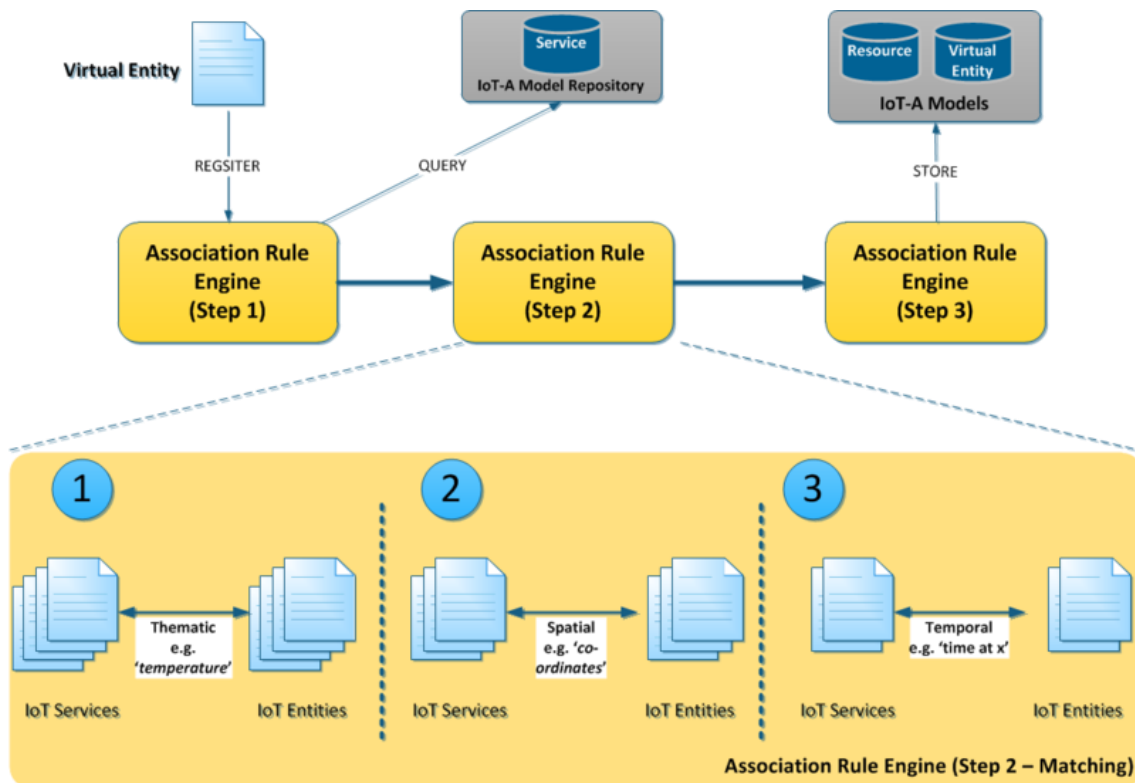 Virtual Entity
Service
IoT-A Model Repository
Resource
Virtual
Entity
IoT-A Models
REGSITER
QUERY
STORE
Association Rule
Engine
(Step 1)
Association Rule
Engine
(Step 2)
Association Rule
Engine
(Step 3)
1
2
3
Thematic
e.g.
'temperature'
IoT Services
IoT Entities
Spatial
e.g. 'co-
ordinates'
IoT Services
IoT Entities
Temporal
e.g. 'time at x'
IoT Services
IoT Entities
Association Rule Engine (Step 2 – Matching)